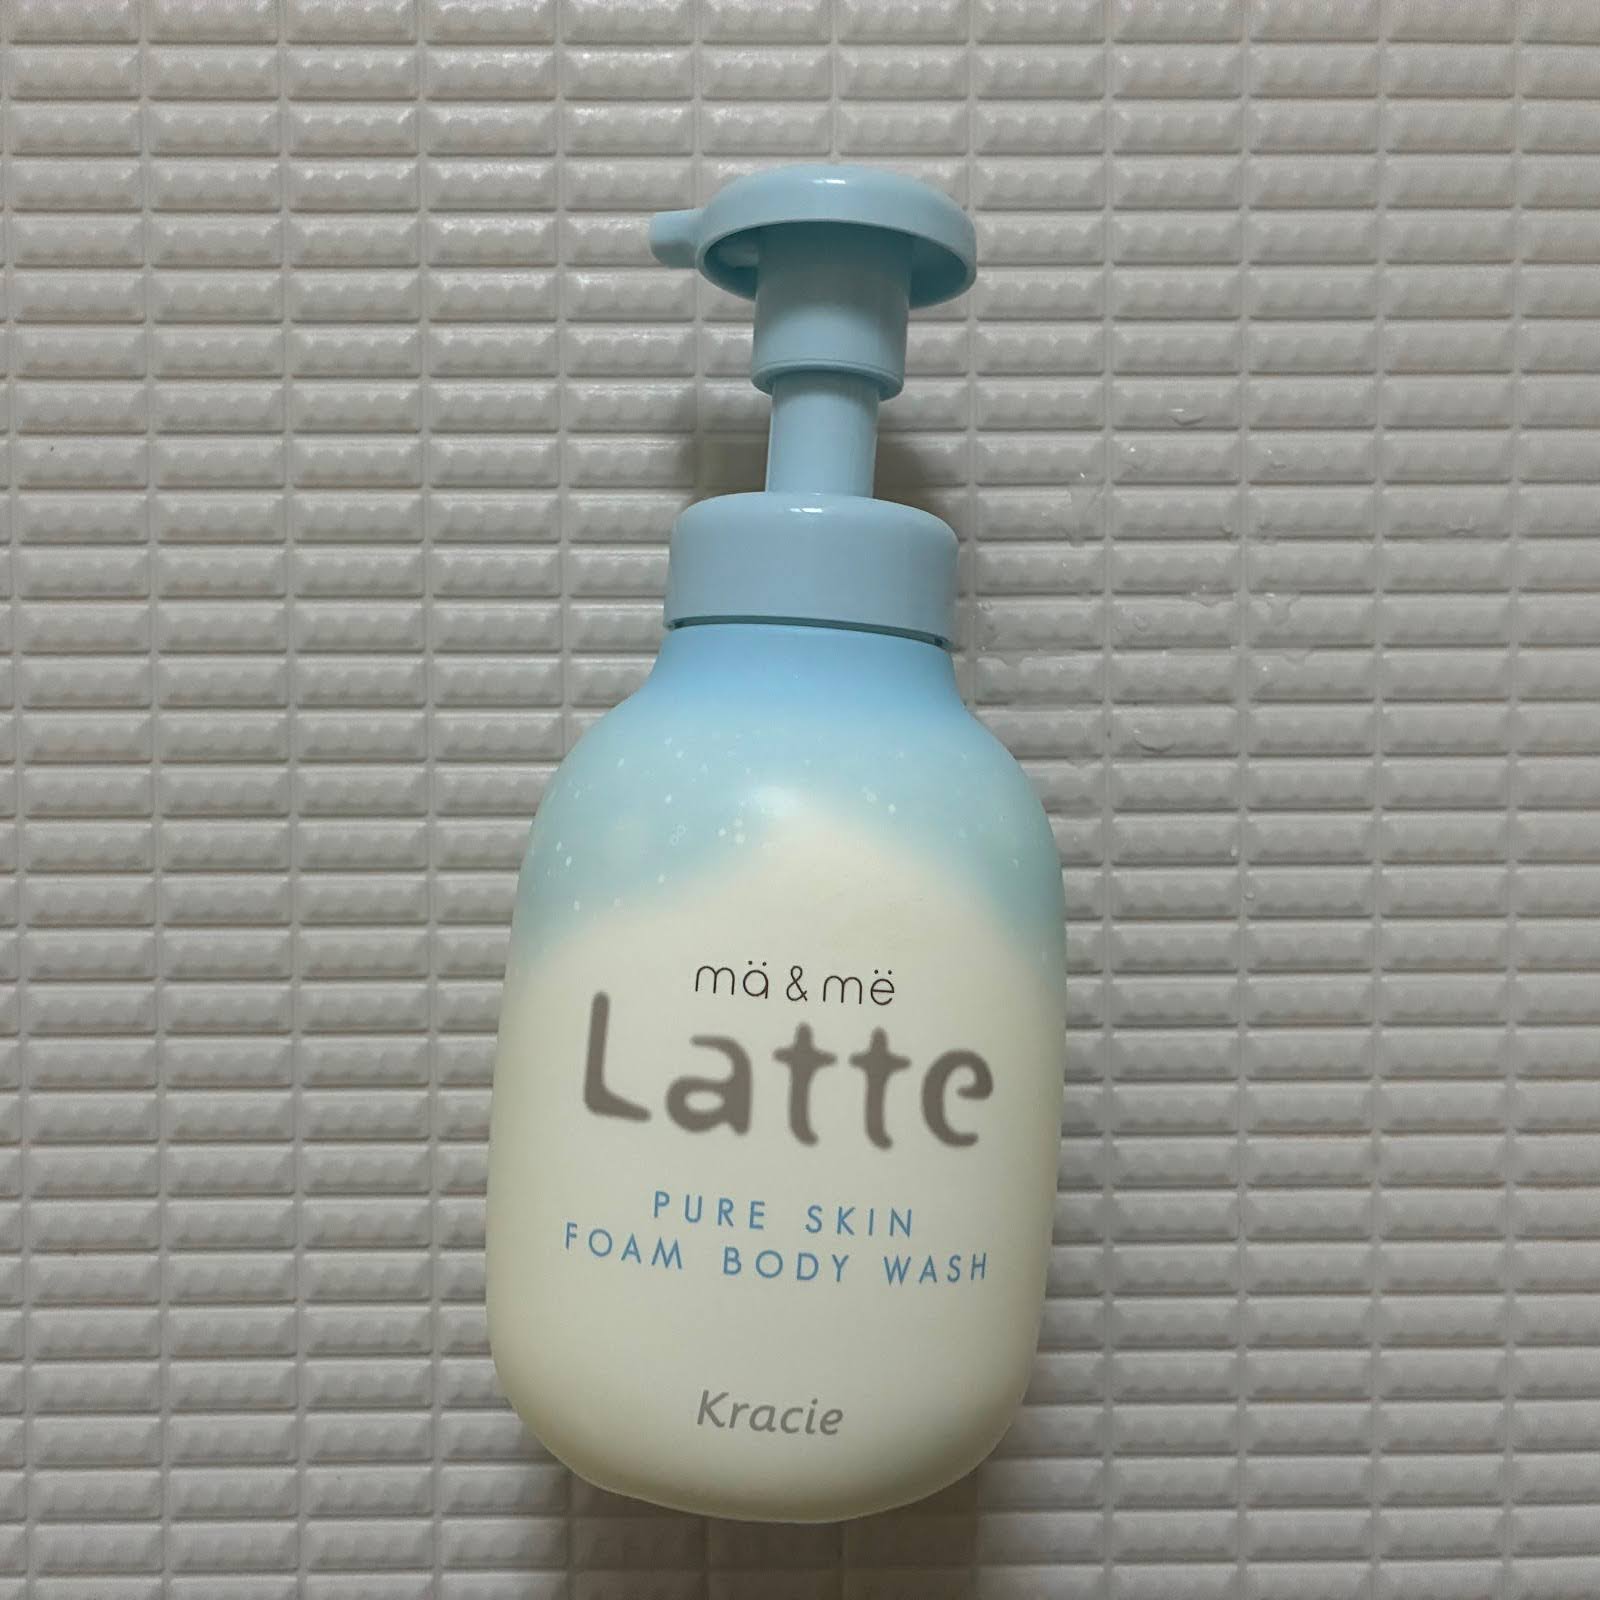 mä & më
Latte
PURE SKIN
FOAM BODY WASH
Kracie